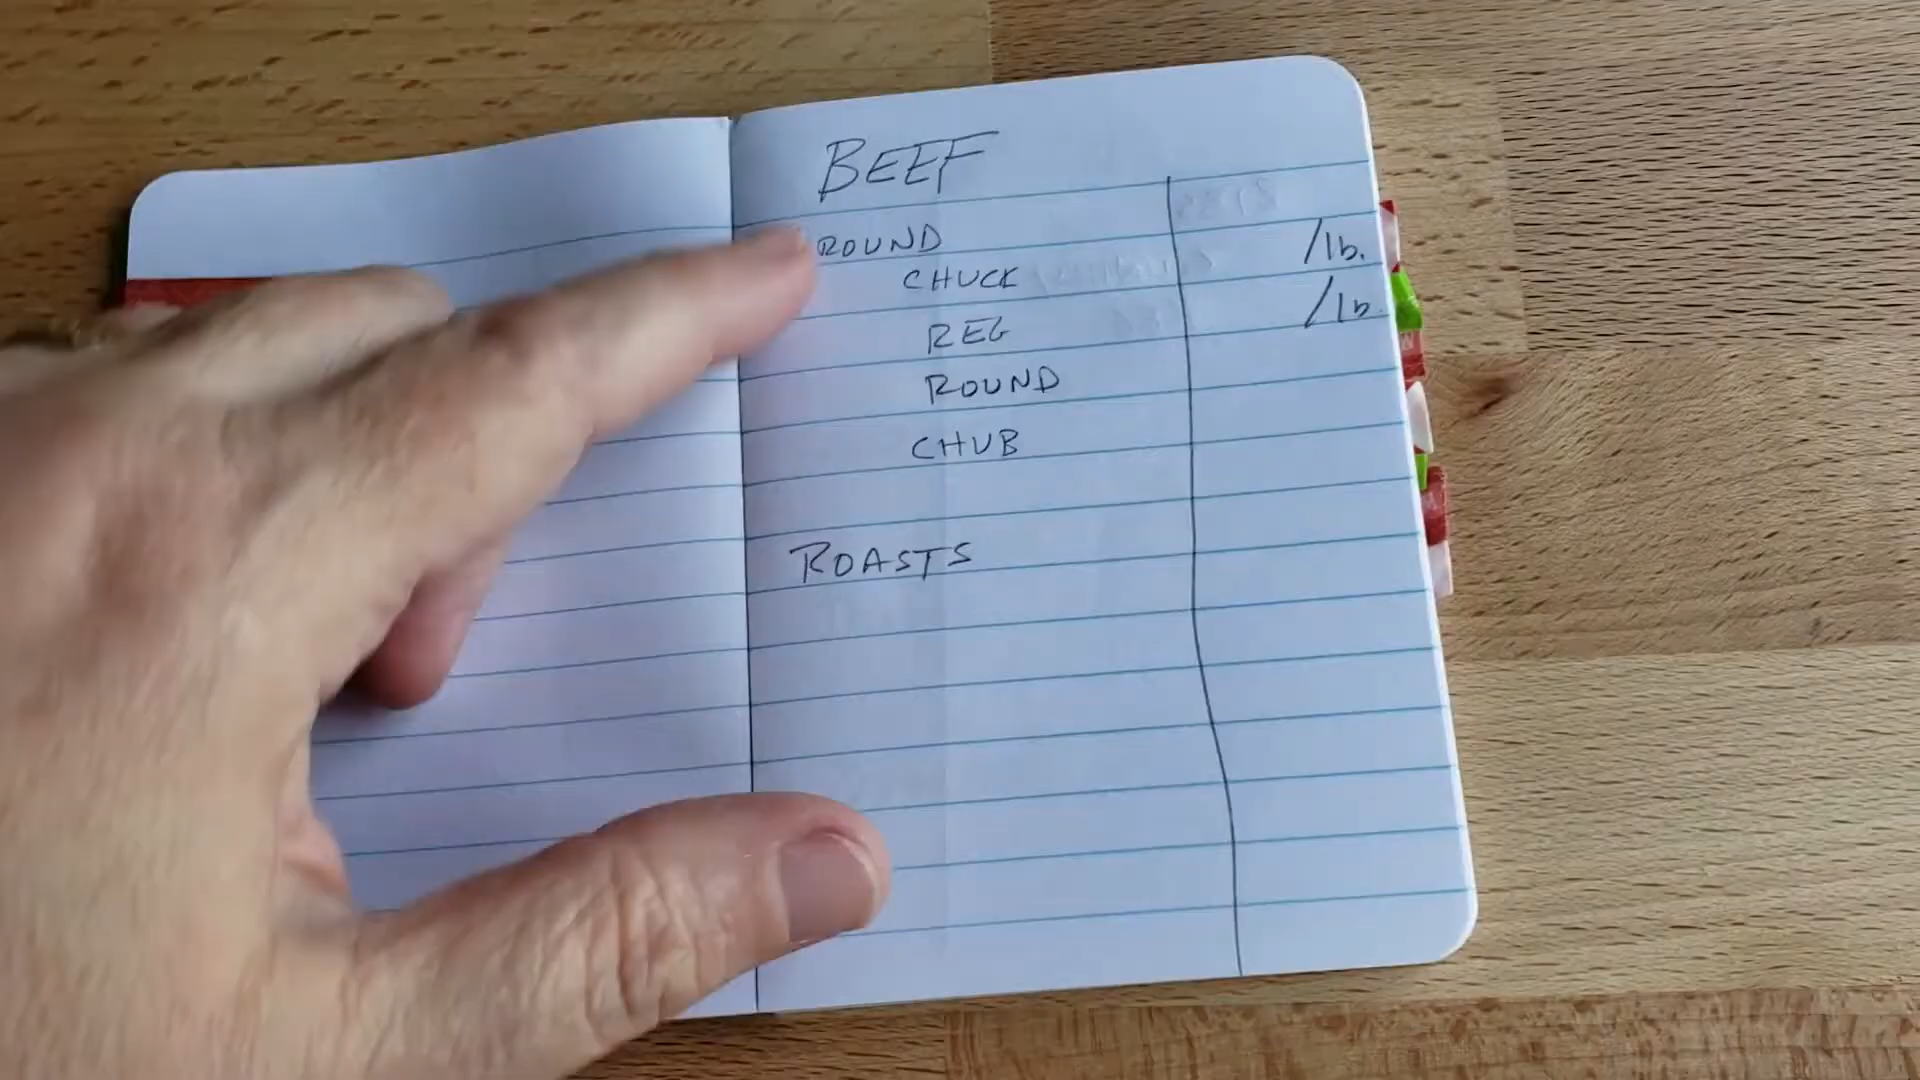 BEEF
ROUND
CHUCK /lb.
REG /lb.
ROUND
CHUB
ROASTS